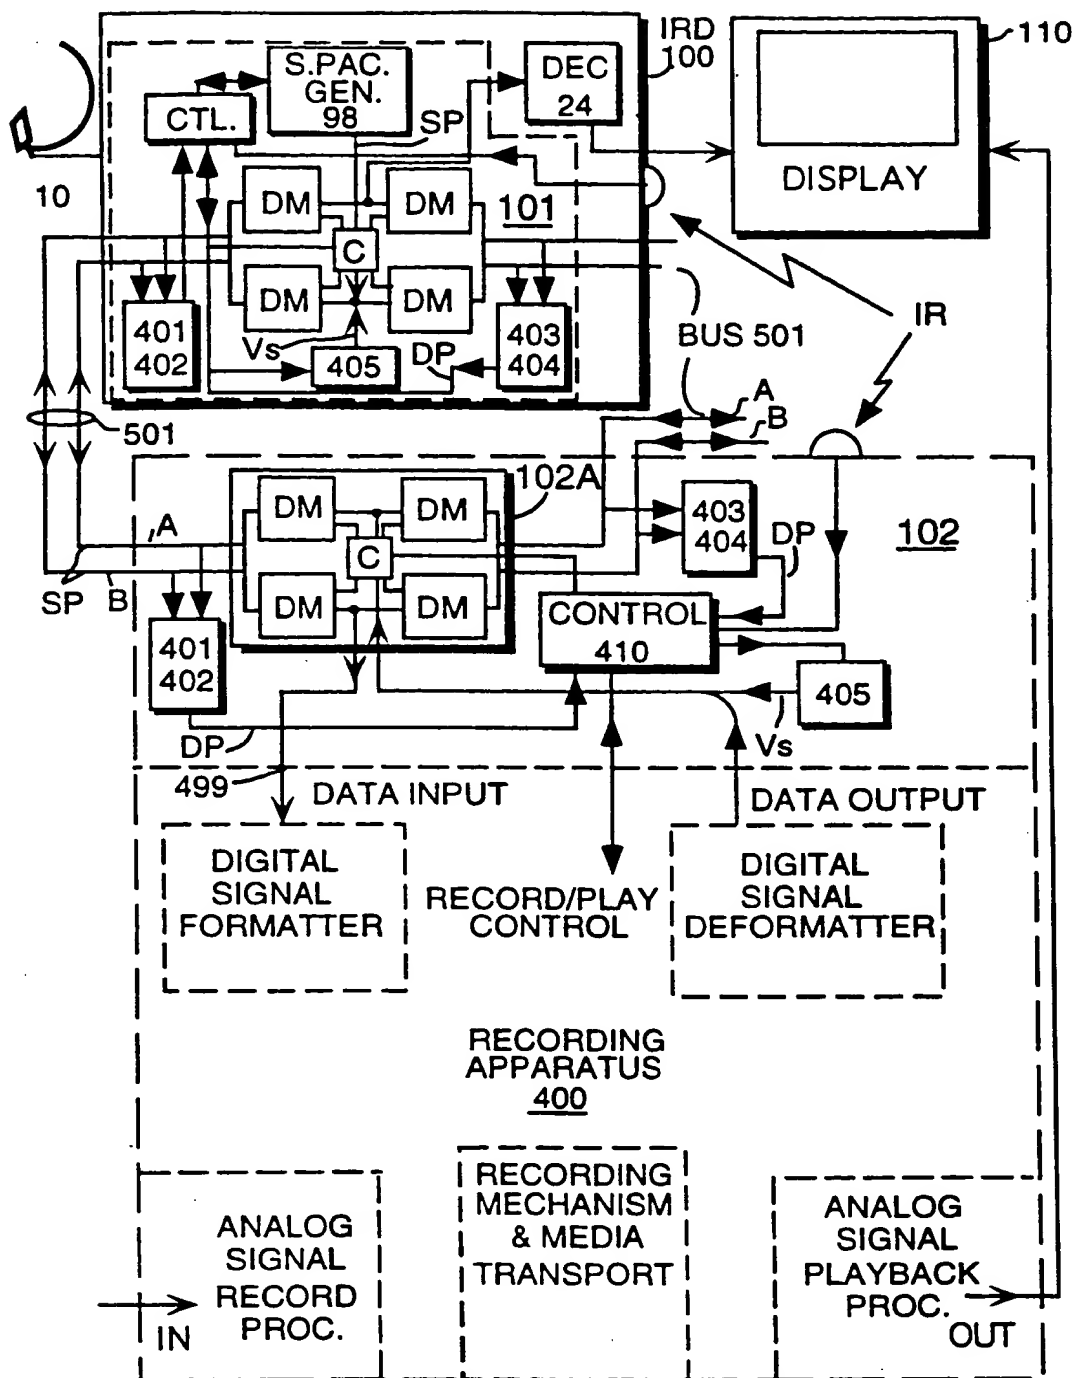 IRD
100
110
S.PAC.
GEN.
98
DEC
24
CTL.
SP
10
DM
DM
101
DISPLAY
C
DM
DM
401
402
Vs
405
DP
403
404
BUS 501
IR
A
B
501
102A
DM
DM
403
404
102
A
C
DP
SP
B
DM
DM
CONTROL
410
401
402
405
DP
Vs
499
DATA INPUT
DATA OUTPUT
DIGITAL
SIGNAL
FORMATTER
RECORD/PLAY
CONTROL
DIGITAL
SIGNAL
DEFORMATTER
RECORDING
APPARATUS
400
ANALOG
SIGNAL
RECORD
PROC.
IN
RECORDING
MECHANISM
& MEDIA
TRANSPORT
ANALOG
SIGNAL
PLAYBACK
PROC.
OUT